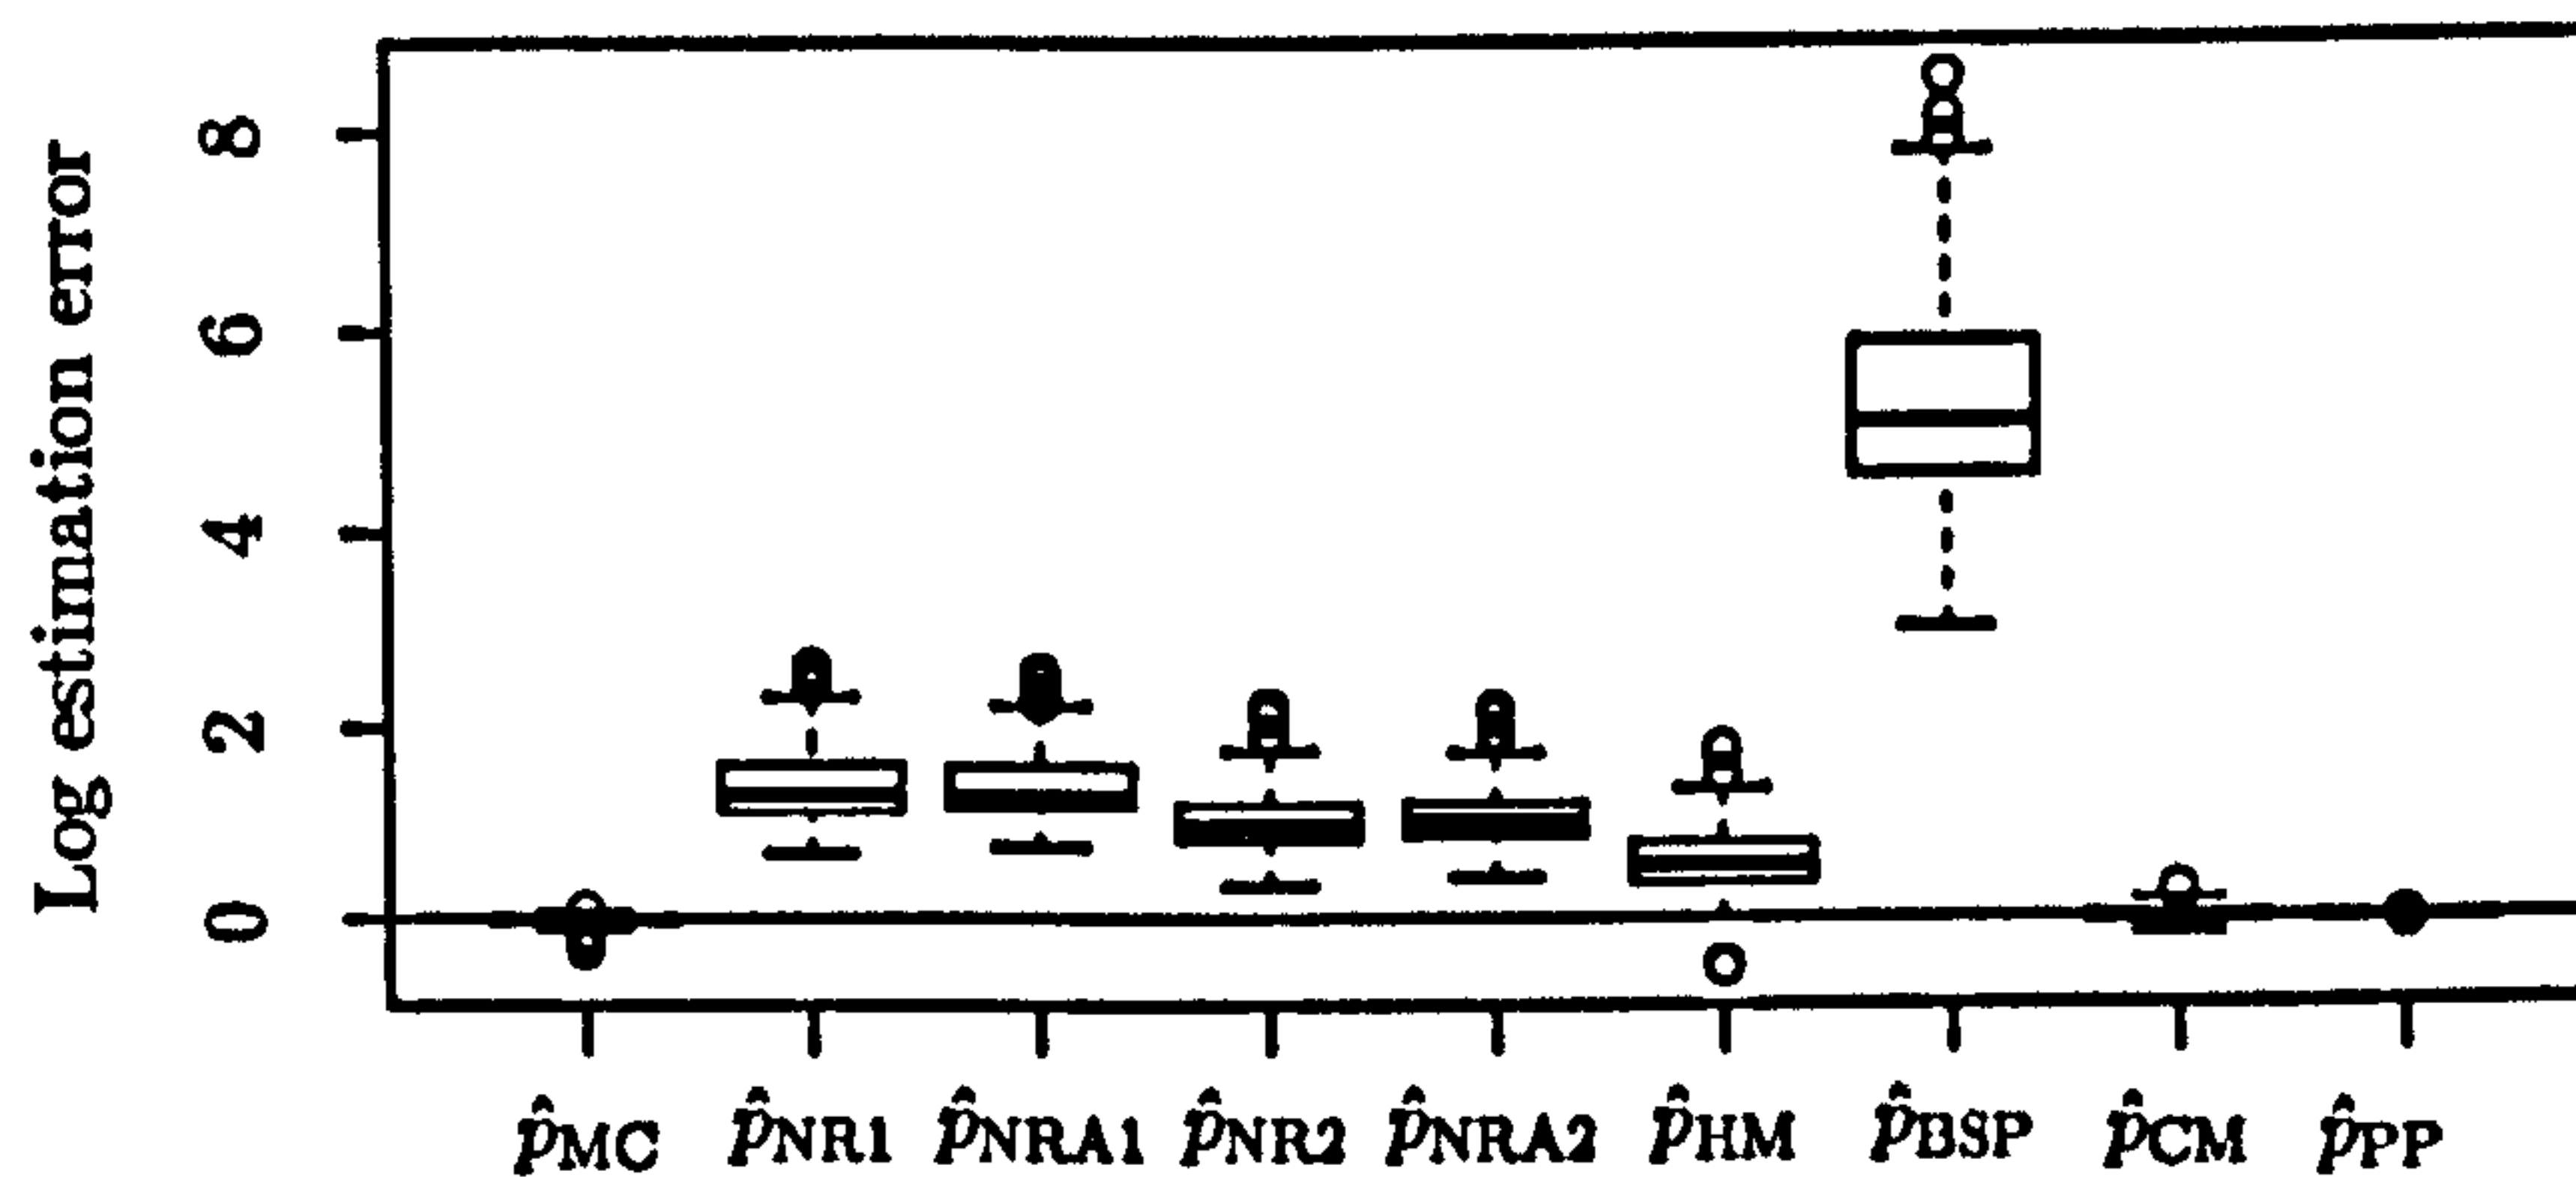 Log estimation error
8
6
4
2
0
p̂MC p̂NR1 p̂NRA1 p̂NR2 p̂NRA2 p̂HM p̂BSP p̂CM p̂PP